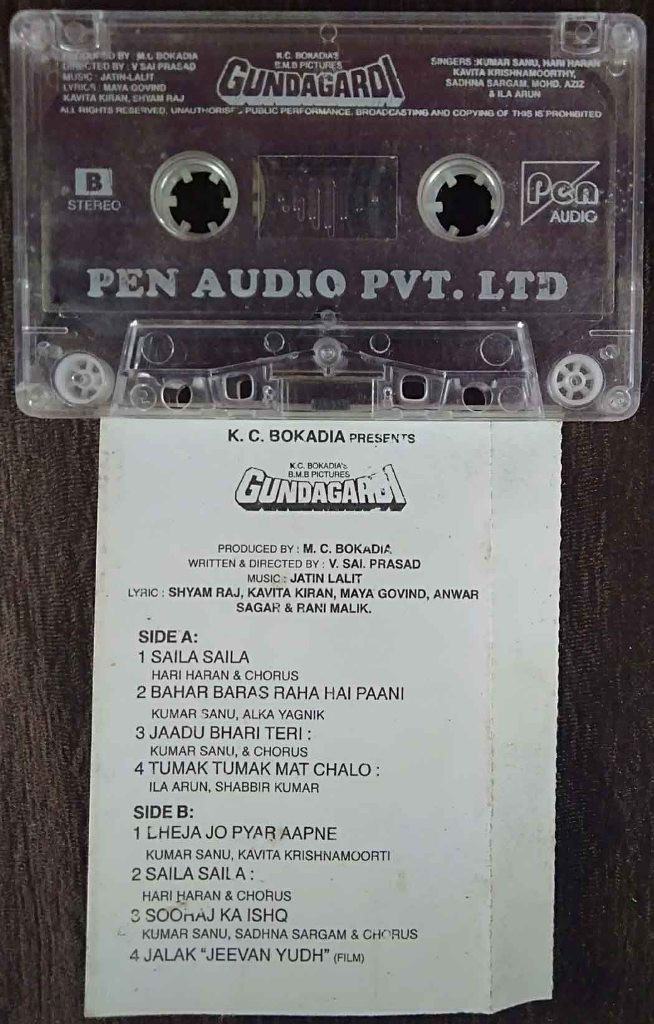 PRODUCED BY : M.C BOKADIA
DIRECTED BY : V SAI PRASAD
MUSIC : JATIN-LALIT
LYRICS : MAYA GOVIND
KAVITA KIRAN, SHYAM RAJ
K.C. BOKADIA'S
B.M.B PICTURES
GUNDAGARDI
SINGERS : KUMAR SANU, HARI HARAN
KAVITA KRISHNAMOORTHY,
SADHNA SARGAM, MOHD. AZIZ
& ILA ARUN
ALL RIGHTS RESERVED, UNAUTHORISED PUBLIC PERFORMANCE, BROADCASTING AND COPYING OF THIS IS PROHIBITED
B
STEREO
Pen
AUDIO
PEN AUDIO PVT. LTD
K. C. BOKADIA PRESENTS
K.C. BOKADIA's
B.M.B PICTURES
GUNDAGARDI
PRODUCED BY : M. C. BOKADIA
WRITTEN & DIRECTED BY : V. SAI. PRASAD
MUSIC : JATIN LALIT
LYRIC : SHYAM RAJ, KAVITA KIRAN, MAYA GOVIND, ANWAR
SAGAR & RANI MALIK.
SIDE A:
1 SAILA SAILA
HARI HARAN & CHORUS
2 BAHAR BARAS RAHA HAI PAANI
KUMAR SANU, ALKA YAGNIK
3 JAADU BHARI TERI :
KUMAR SANU, & CHORUS
4 TUMAK TUMAK MAT CHALO :
ILA ARUN, SHABBIR KUMAR
SIDE B:
1 BHEJA JO PYAR AAPNE
KUMAR SANU, KAVITA KRISHNAMOORTI
2 SAILA SAILA :
HARI HARAN & CHORUS
3 SOORAJ KA ISHQ
KUMAR SANU, SADHNA SARGAM & CHORUS
4 JALAK "JEEVAN YUDH" (FILM)